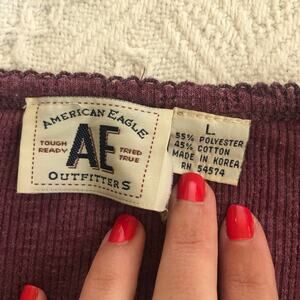 AMERICAN EAGLE
TOUGH
READY
AE
TRIED
TRUE
OUTFITTERS
L
55% POLYESTER
45% COTTON
MADE IN KOREA
RN 54574